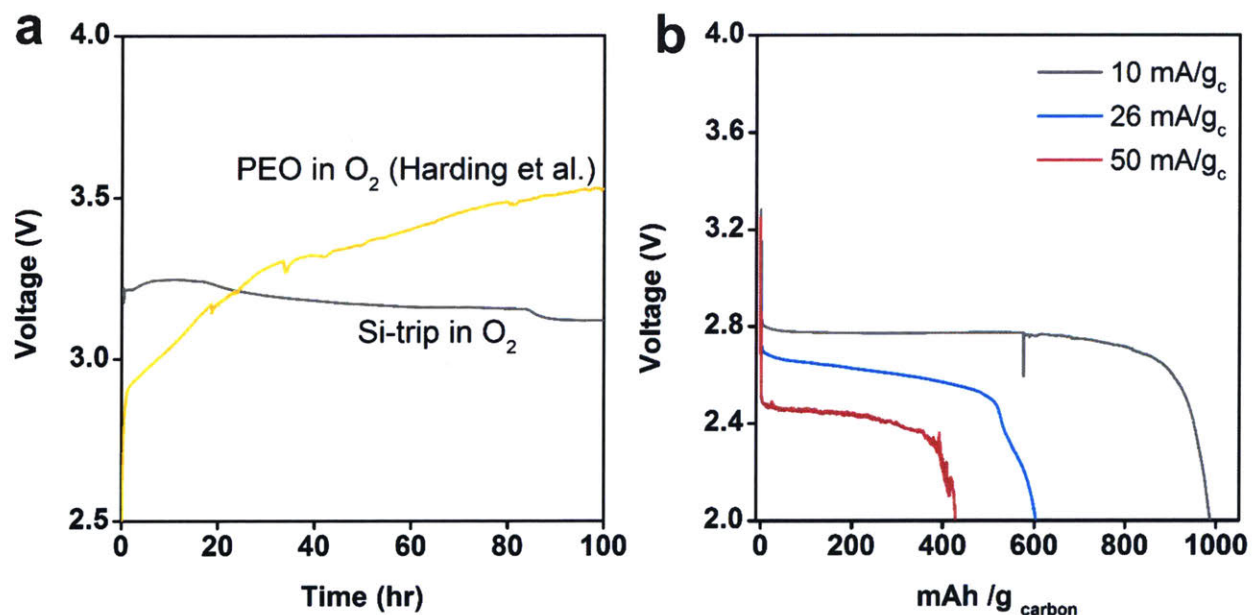 a
4.0
3.5
3.0
2.5
Voltage (V)
PEO in O2 (Harding et al.)
Si-trip in O2
0 20 40 60 80 100
Time (hr)
b
4.0
3.6
3.2
2.8
2.4
2.0
Voltage (V)
10 mA/gc
26 mA/gc
50 mA/gc
0 200 400 600 800 1000
mAh /g carbon